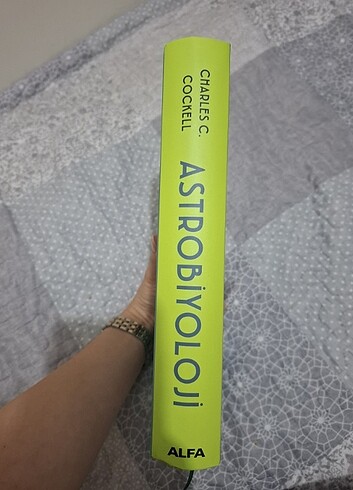 CHARLES C.
COCKELL
ASTROBİYOLOJİ
ALFA